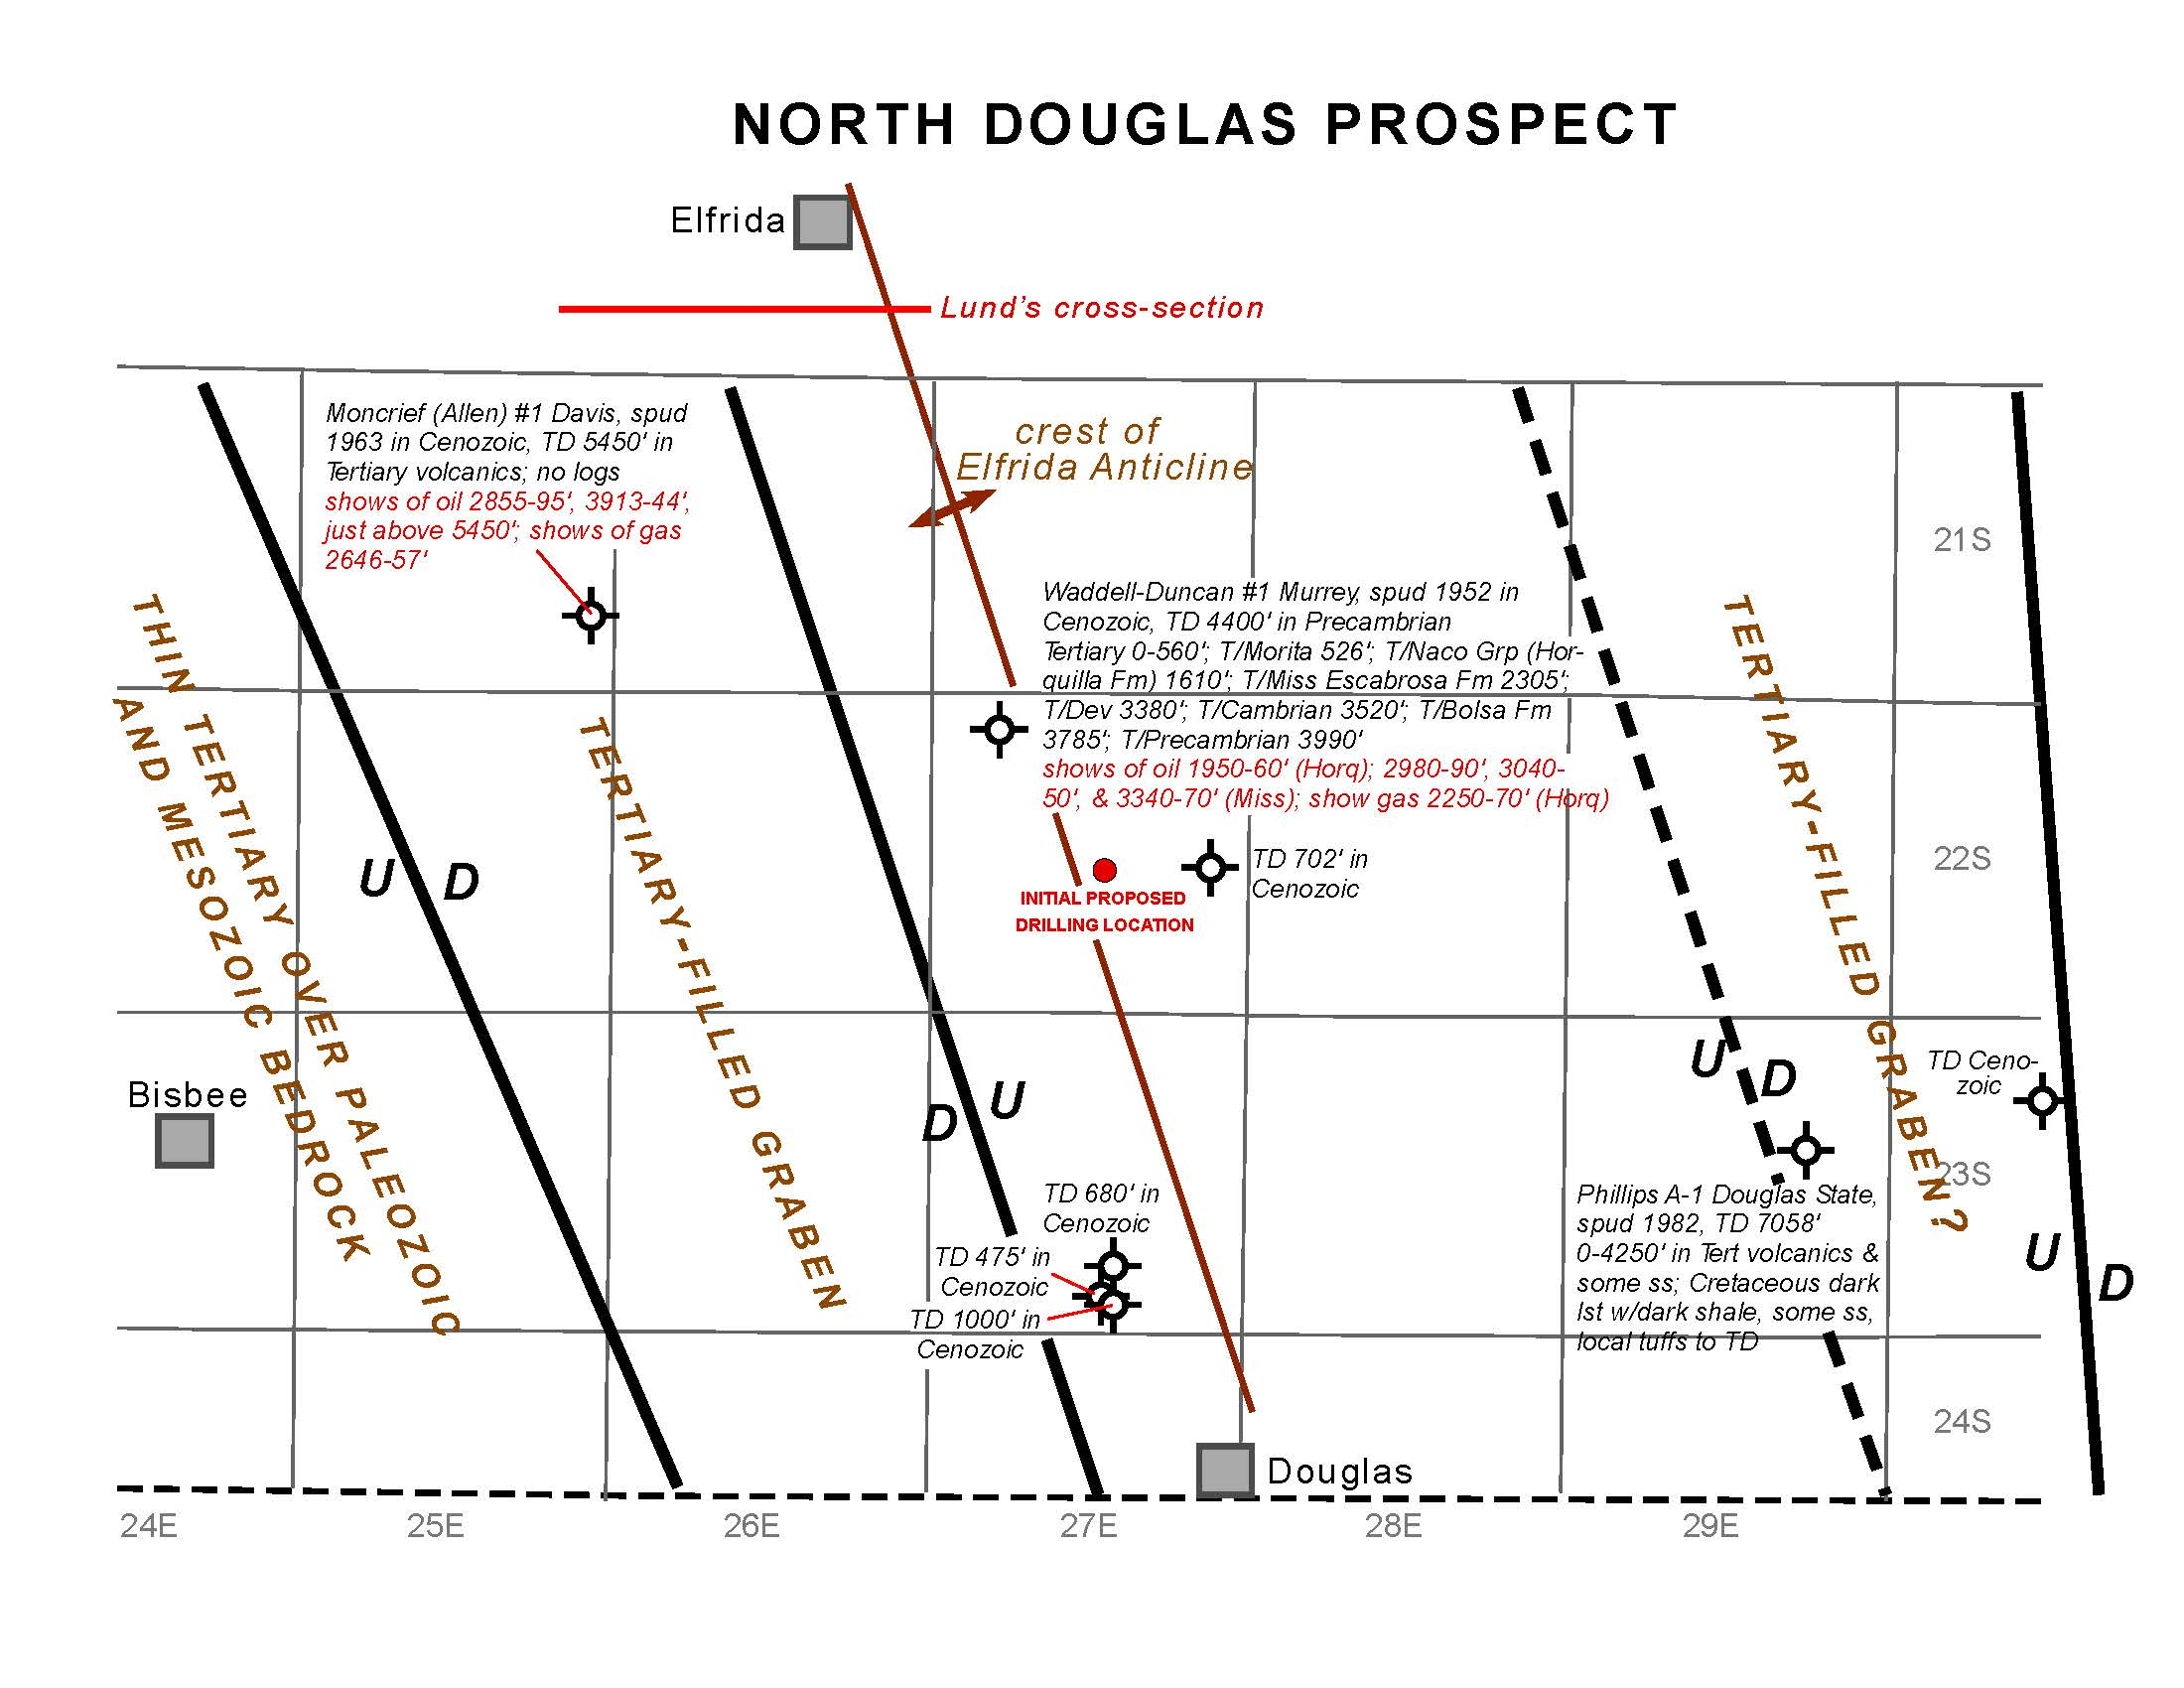 NORTH DOUGLAS PROSPECT
Elfrida
Lund's cross-section
Moncrief (Allen) #1 Davis, spud
1963 in Cenozoic, TD 5450' in
Tertiary volcanics; no logs
shows of oil 2855-95', 3913-44',
just above 5450'; shows of gas
2646-57'
crest of
Elfrida Anticline
21S
Waddell-Duncan #1 Murrey, spud 1952 in
Cenozoic, TD 4400' in Precambrian
Tertiary 0-560'; T/Morita 526'; T/Naco Grp (Hor-
quilla Fm) 1610'; T/Miss Escabrosa Fm 2305';
T/Dev 3380'; T/Cambrian 3520'; T/Bolsa Fm
3785'; T/Precambrian 3990'
shows of oil 1950-60' (Horq); 2980-90', 3040-
50', & 3340-70' (Miss); show gas 2250-70' (Horq)
THIN TERTIARY OVER PALEOZOIC
AND MESOZOIC BEDROCK
TERTIARY-FILLED GRABEN
TERTIARY-FILLED GRABEN?
U D
TD 702' in
Cenozoic
22S
INITIAL PROPOSED
DRILLING LOCATION
Bisbee
D U
U D
TD Ceno-
zoic
23S
TD 680' in
Cenozoic
TD 475' in
Cenozoic
TD 1000' in
Cenozoic
Phillips A-1 Douglas State,
spud 1982, TD 7058'
0-4250' in Tert volcanics &
some ss; Cretaceous dark
lst w/dark shale, some ss,
local tuffs to TD
U D
24S
Douglas
24E 25E 26E 27E 28E 29E